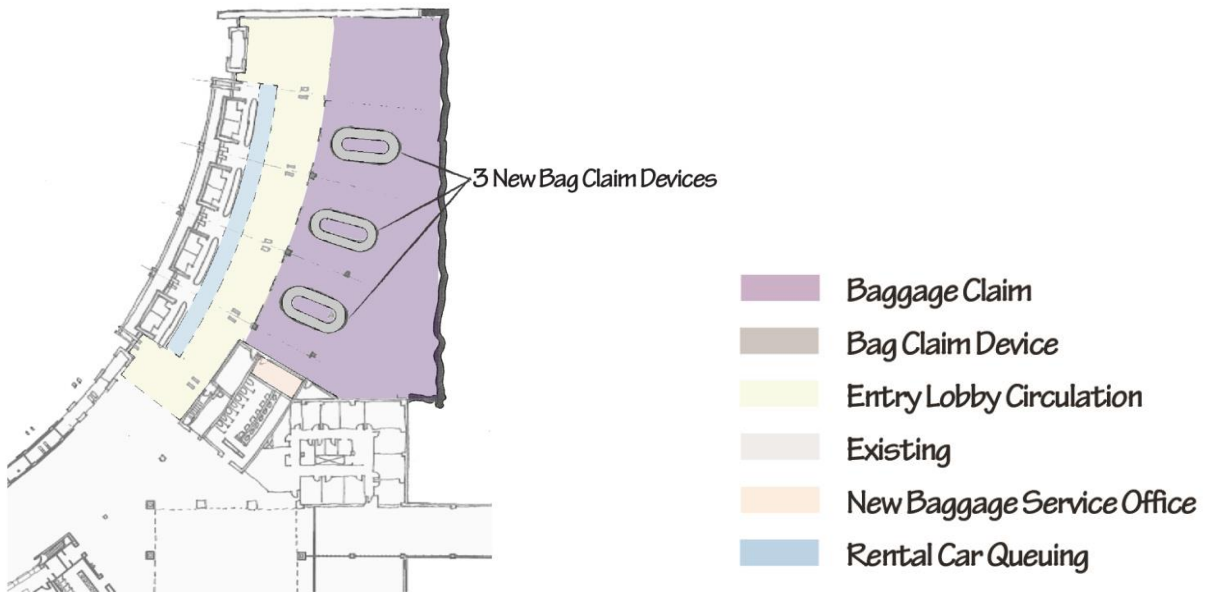 3 New Bag Claim Devices
Baggage Claim
Bag Claim Device
Entry Lobby Circulation
Existing
New Baggage Service Office
Rental Car Queuing